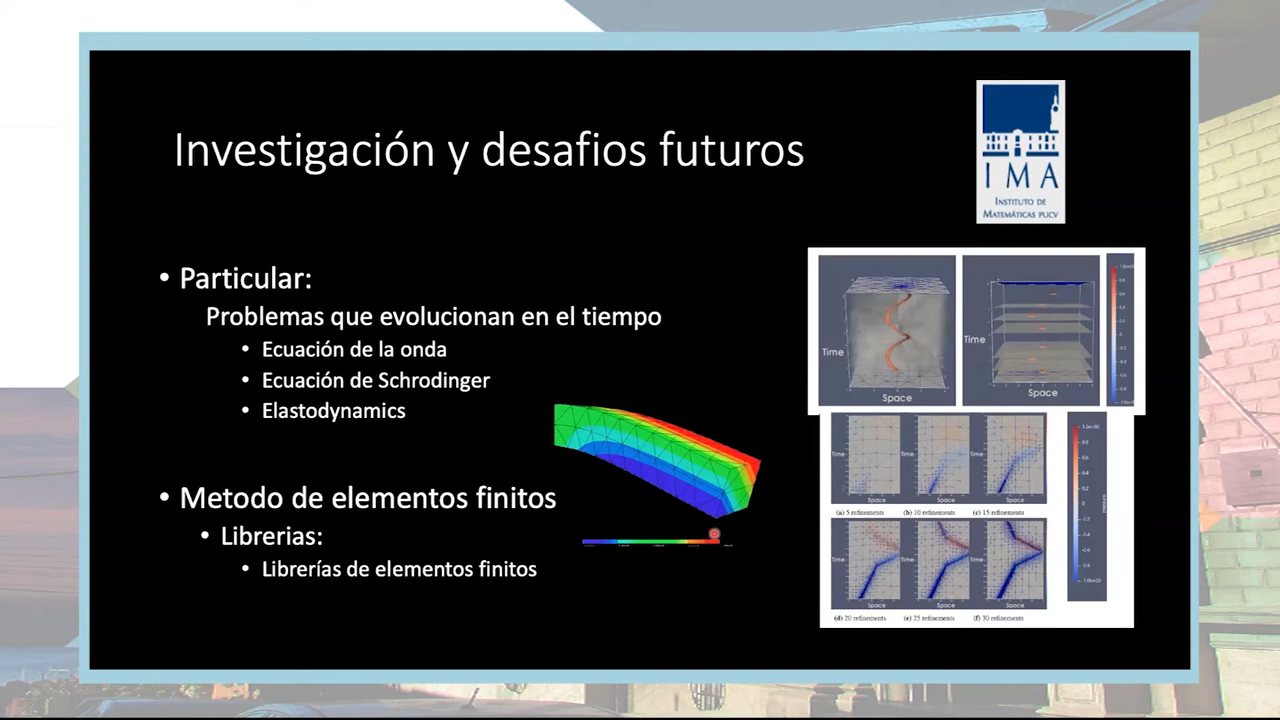 Investigación y desafios futuros
I M A
INSTITUTO DE
MATEMÁTICAS PUCV
• Particular:
Problemas que evolucionan en el tiempo
• Ecuación de la onda
• Ecuación de Schrodinger
• Elastodynamics
• Metodo de elementos finitos
• Librerias:
• Librerías de elementos finitos
Time
Space
Time
Space
Time
Space
Time
Space
Time
Space
(a) 5 refinements
(b) 10 refinements
(c) 15 refinements
Time
Space
Time
Space
Time
Space
(d) 20 refinements
(e) 25 refinements
(f) 30 refinements